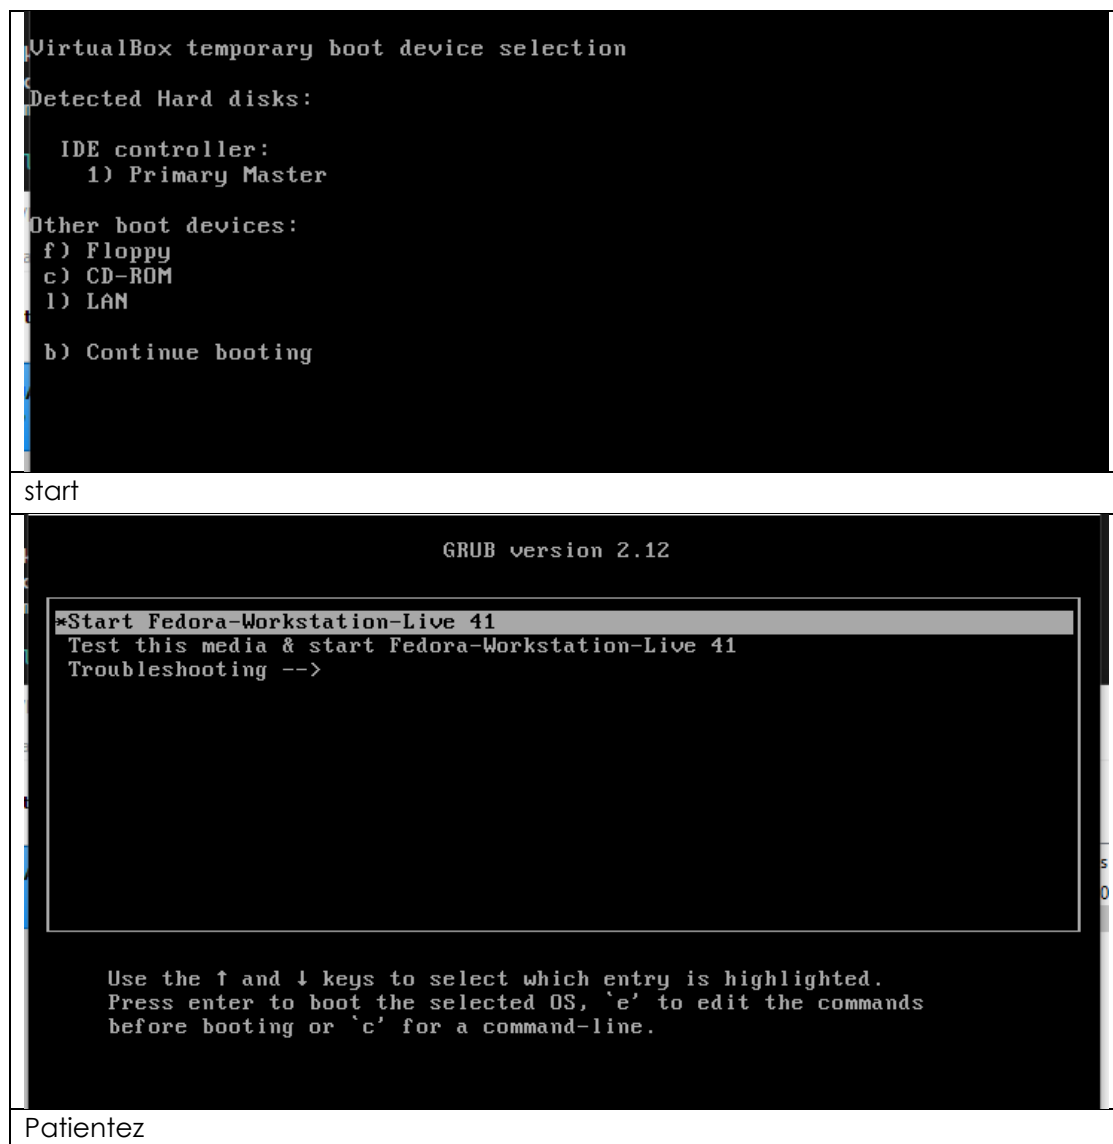 VirtualBox temporary boot device selection
Detected Hard disks:
IDE controller:
1) Primary Master
Other boot devices:
f) Floppy
c) CD-ROM
l) LAN
b) Continue booting
start
GRUB version 2.12
*Start Fedora-Workstation-Live 41
Test this media & start Fedora-Workstation-Live 41
Troubleshooting -->
Use the ↑ and ↓ keys to select which entry is highlighted.
Press enter to boot the selected OS, `e' to edit the commands
before booting or `c' for a command-line.
Patientez